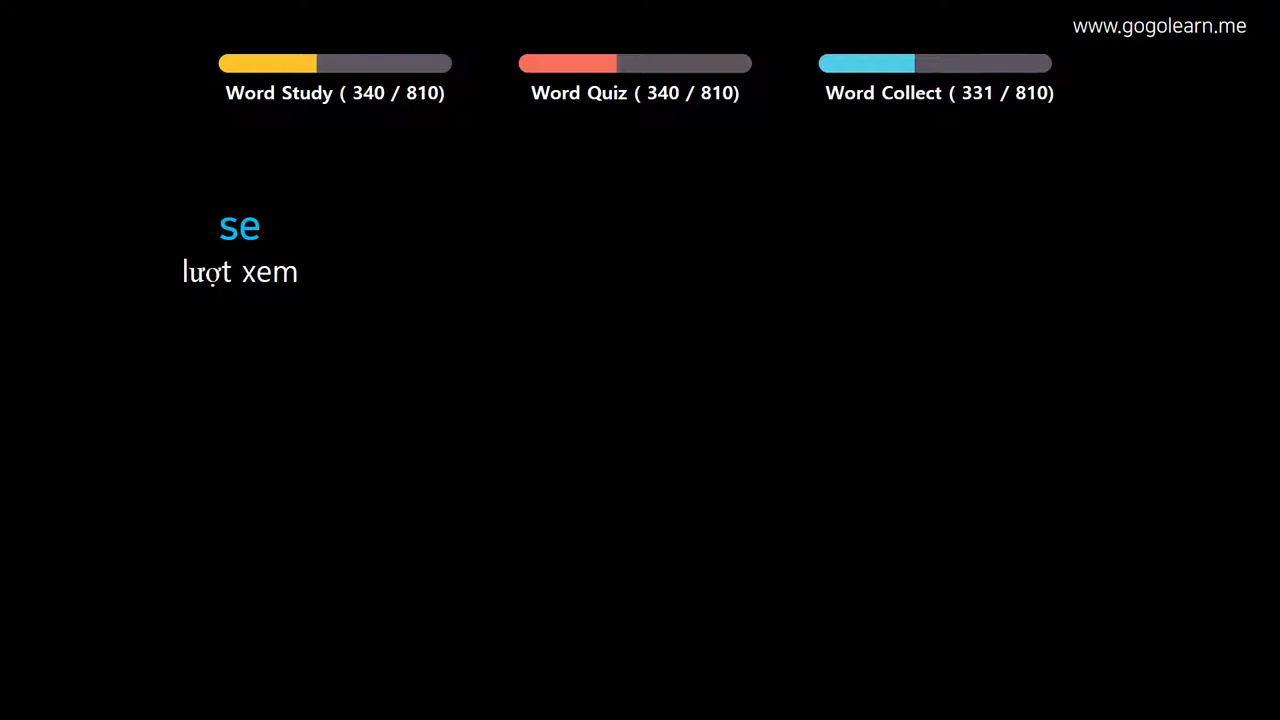 www.gogolearn.me
Word Study ( 340 / 810)
Word Quiz ( 340 / 810)
Word Collect ( 331 / 810)
se
lượt xem